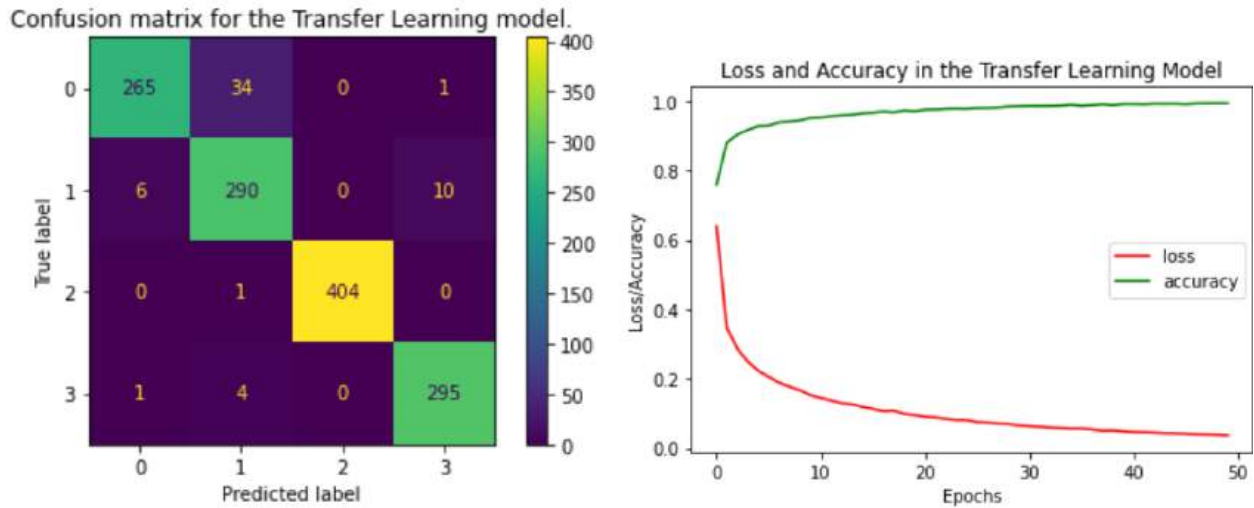 Confusion matrix for the Transfer Learning model.
True label
0 265 34 0 1
1 6 290 0 10
2 0 1 404 0
3 1 4 0 295
0 1 2 3
Predicted label
400
350
300
250
200
150
100
50
0
Loss and Accuracy in the Transfer Learning Model
Loss/Accuracy
1.0
0.8
0.6
0.4
0.2
0.0
loss
accuracy
0 10 20 30 40 50
Epochs